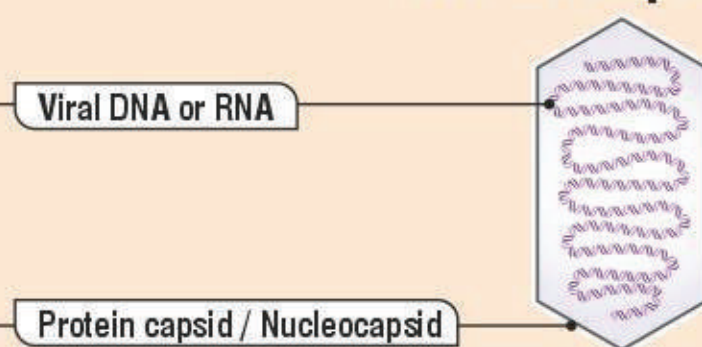 Viral DNA or RNA
Protein capsid / Nucleocapsid